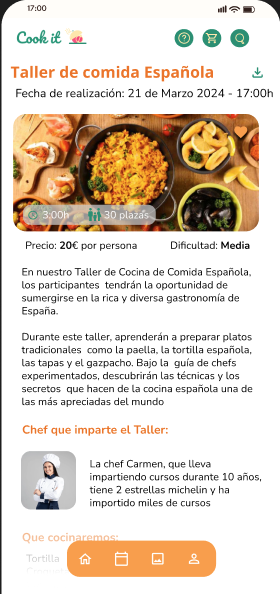 17:00
Cook it
Taller de comida Española
Fecha de realización: 21 de Marzo 2024 - 17:00h
3:00h
30 plazas
Precio: 20€ por persona
Dificultad: Media
En nuestro Taller de Cocina de Comida Española,
los participantes tendrán la oportunidad de
sumergirse en la rica y diversa gastronomía de
España.
Durante este taller, aprenderán a preparar platos
tradicionales como la paella, la tortilla española,
las tapas y el gazpacho. Bajo la guía de chefs
experimentados, descubrirán las técnicas y los
secretos que hacen de la cocina española una de
las más apreciadas del mundo
Chef que imparte el Taller:
La chef Carmen, que lleva
impartiendo cursos durante 10 años,
tiene 2 estrellas michelin y ha
importido miles de cursos
Que cocinaremos:
Tortilla